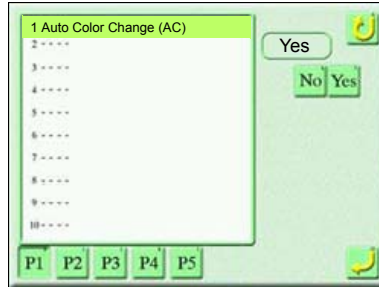 1 Auto Color Change (AC)
2 - - - -
3 - - - -
4 - - - -
5 - - - -
6 - - - -
7 - - - -
8 - - - -
9 - - - -
10 - - - -
Yes
No Yes
P1 P2 P3 P4 P5